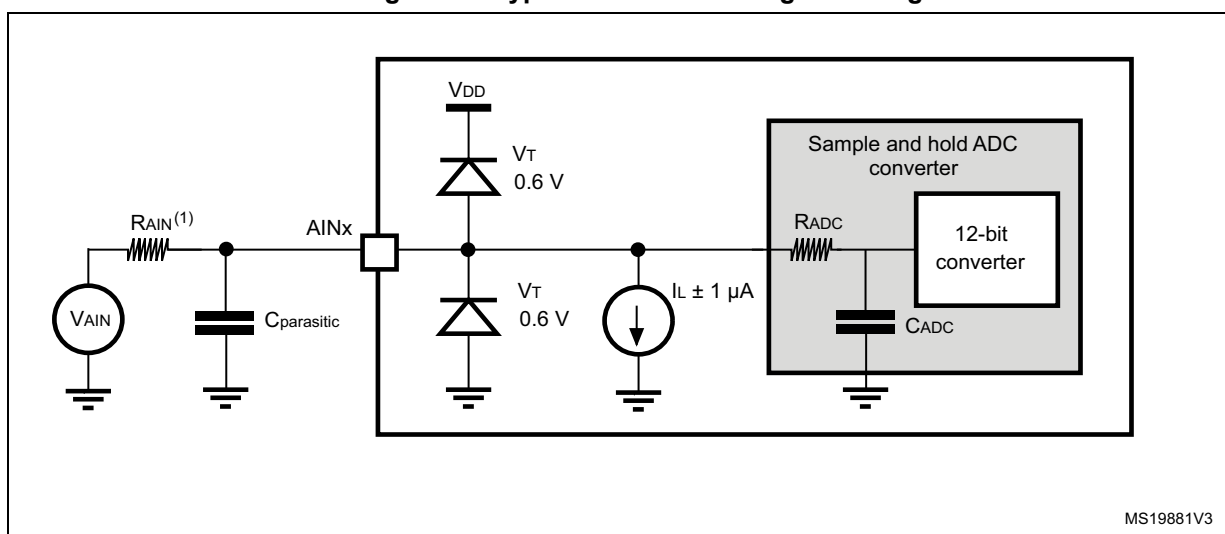 VDD
Sample and hold ADC
converter
VT
0.6 V
RAIN(1)
AINx
RADC
12-bit
converter
VT
0.6 V
IL ± 1 μA
VAIN
Cparasitic
CADC
MS19881V3